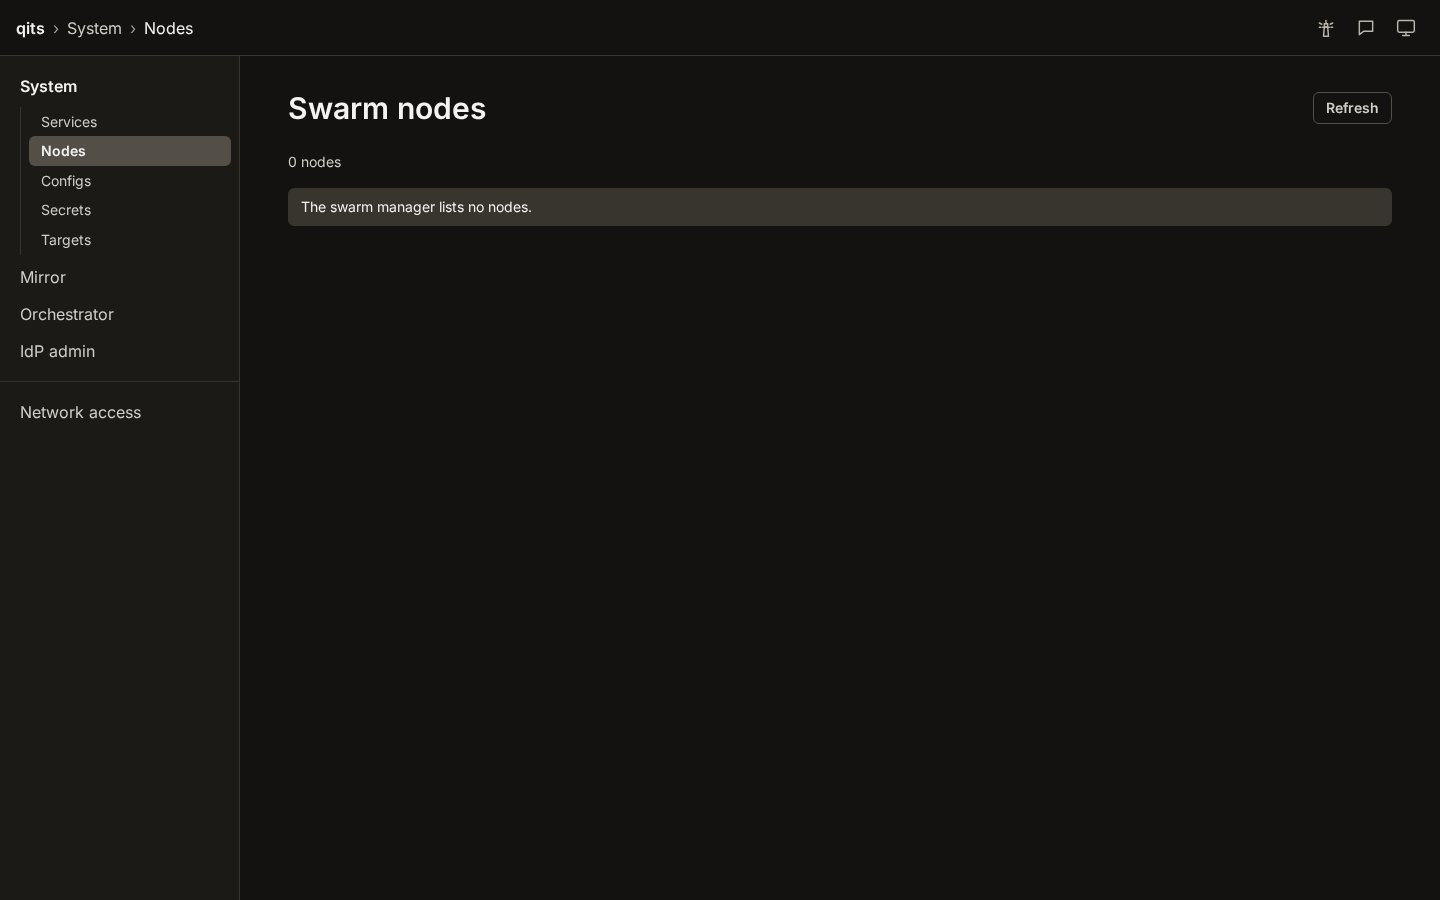 qits › System › Nodes
System
Services
Nodes
Configs
Secrets
Targets
Mirror
Orchestrator
IdP admin
Network access
Swarm nodes
Refresh
0 nodes
The swarm manager lists no nodes.